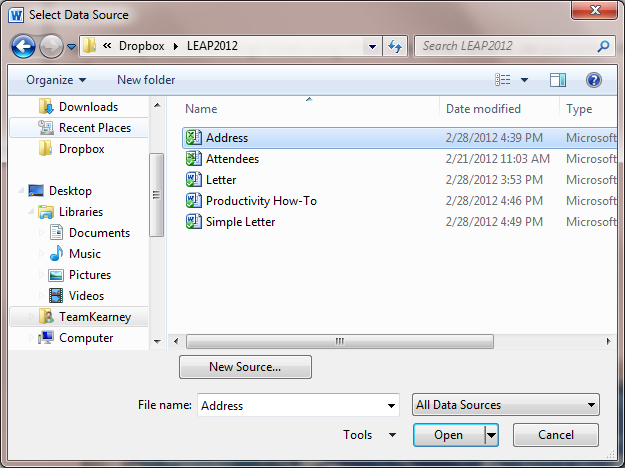 Select Data Source
Dropbox LEAP2012 Search LEAP2012
Organize New folder
Downloads
Recent Places
Dropbox
Desktop
Libraries
Documents
Music
Pictures
Videos
TeamKearney
Computer
Name Date modified Type
Address 2/28/2012 4:39 PM Microsoft
Attendees 2/21/2012 11:03 AM Microsoft
Letter 2/28/2012 3:53 PM Microsoft
Productivity How-To 2/28/2012 4:46 PM Microsoft
Simple Letter 2/28/2012 4:49 PM Microsoft
New Source...
File name: Address All Data Sources
Tools Open Cancel